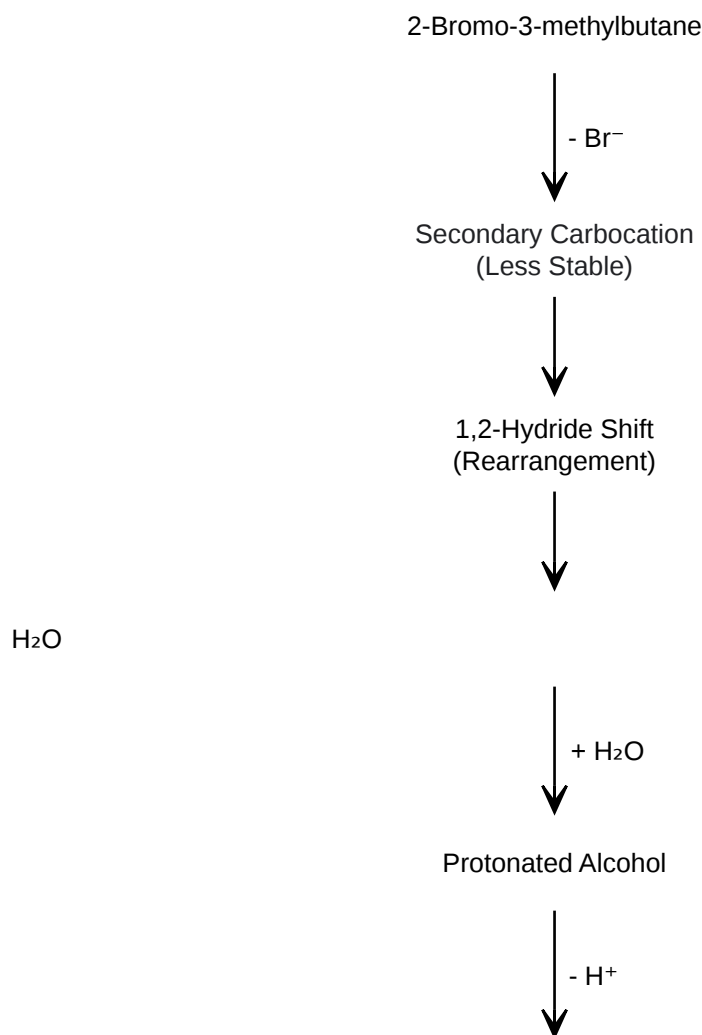 2-Bromo-3-methylbutane
- Br⁻
Secondary Carbocation
(Less Stable)
1,2-Hydride Shift
(Rearrangement)
H₂O
+ H₂O
Protonated Alcohol
- H⁺